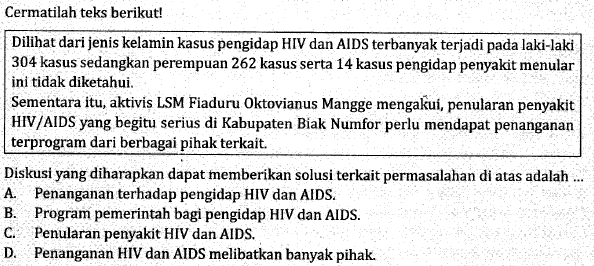 Cermatilah teks berikut!
Dilihat dari jenis kelamin kasus pengidap HIV dan AIDS terbanyak terjadi pada laki-laki
304 kasus sedangkan perempuan 262 kasus serta 14 kasus pengidap penyakit menular
ini tidak diketahui.
Sementara itu, aktivis LSM Fiaduru Oktovianus Mangge mengakui, penularan penyakit
HIV/AIDS yang begitu serius di Kabupaten Biak Numfor perlu mendapat penanganan
terprogram dari berbagai pihak terkait.
Diskusi yang diharapkan dapat memberikan solusi terkait permasalahan di atas adalah ...
A. Penanganan terhadap pengidap HIV dan AIDS.
B. Program pemerintah bagi pengidap HIV dan AIDS.
C. Penularan penyakit HIV dan AIDS.
D. Penanganan HIV dan AIDS melibatkan banyak pihak.